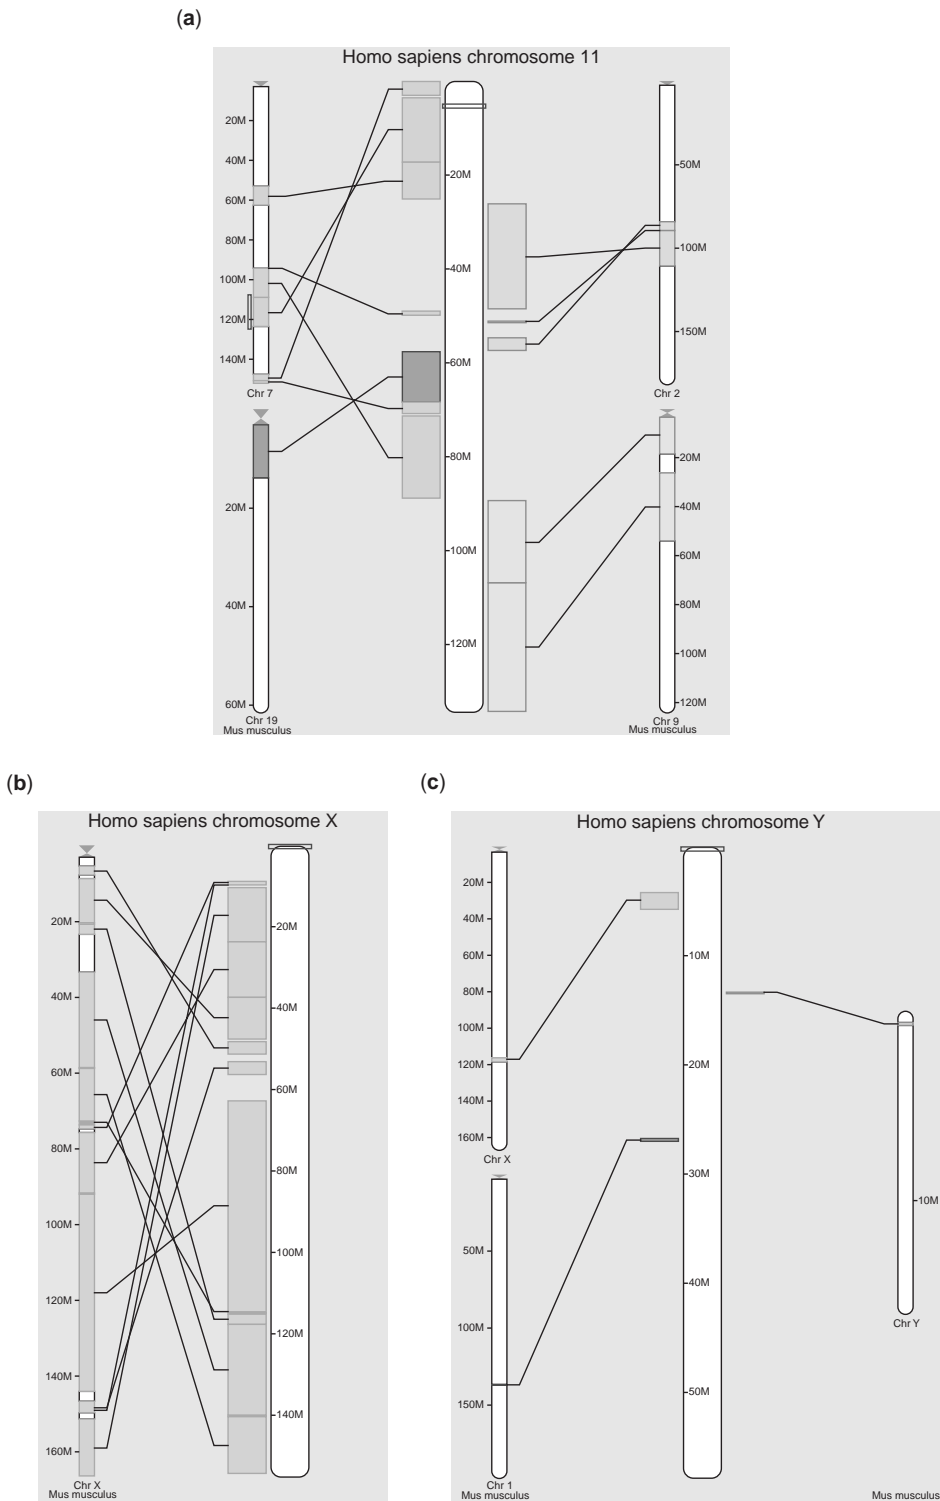 (a)
Homo sapiens chromosome 11
20M
40M
60M
80M
100M
120M
140M
Chr 7
20M
40M
60M
Chr 19
Mus musculus
20M
40M
60M
80M
100M
120M
50M
100M
150M
Chr 2
20M
40M
60M
80M
100M
120M
Chr 9
Mus musculus
(b)
Homo sapiens chromosome X
20M
40M
60M
80M
100M
120M
140M
160M
Chr X
Mus musculus
20M
40M
60M
80M
100M
120M
140M
(c)
Homo sapiens chromosome Y
20M
40M
60M
80M
100M
120M
140M
160M
Chr X
50M
100M
150M
Chr 1
Mus musculus
10M
20M
30M
40M
50M
10M
Chr Y
Mus musculus